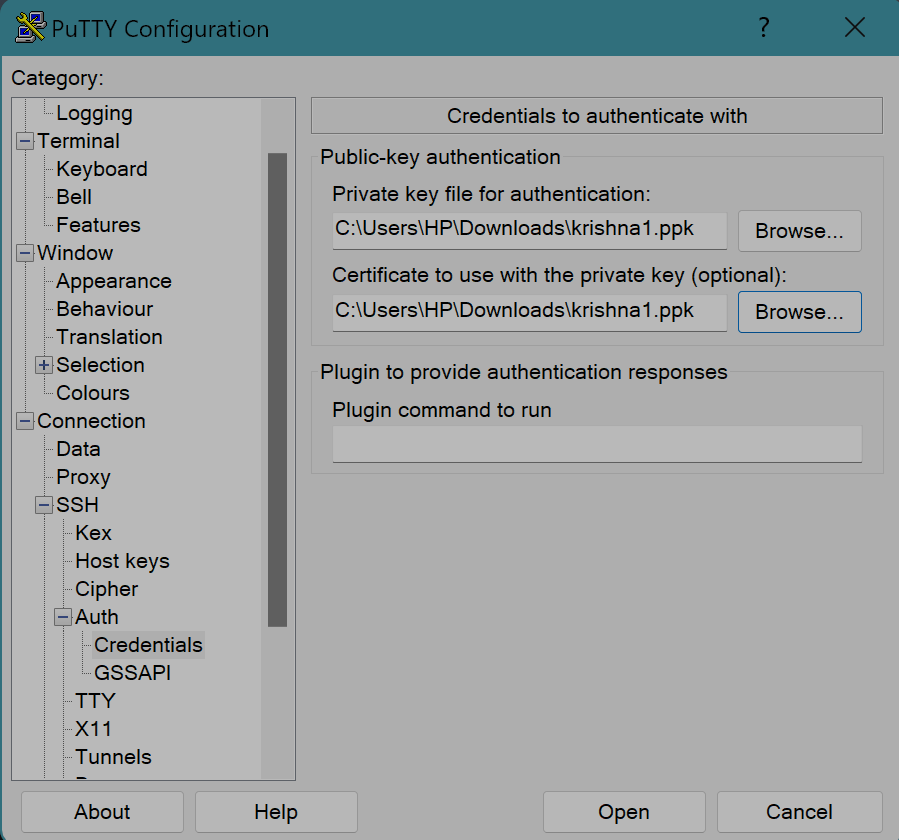 PuTTY Configuration ?
Category:
Logging
Terminal
Keyboard
Bell
Features
Window
Appearance
Behaviour
Translation
Selection
Colours
Connection
Data
Proxy
SSH
Kex
Host keys
Cipher
Auth
Credentials
GSSAPI
TTY
X11
Tunnels
Credentials to authenticate with
Public-key authentication
Private key file for authentication:
C:\Users\HP\Downloads\krishna1.ppk Browse...
Certificate to use with the private key (optional):
C:\Users\HP\Downloads\krishna1.ppk Browse...
Plugin to provide authentication responses
Plugin command to run
About Help Open Cancel